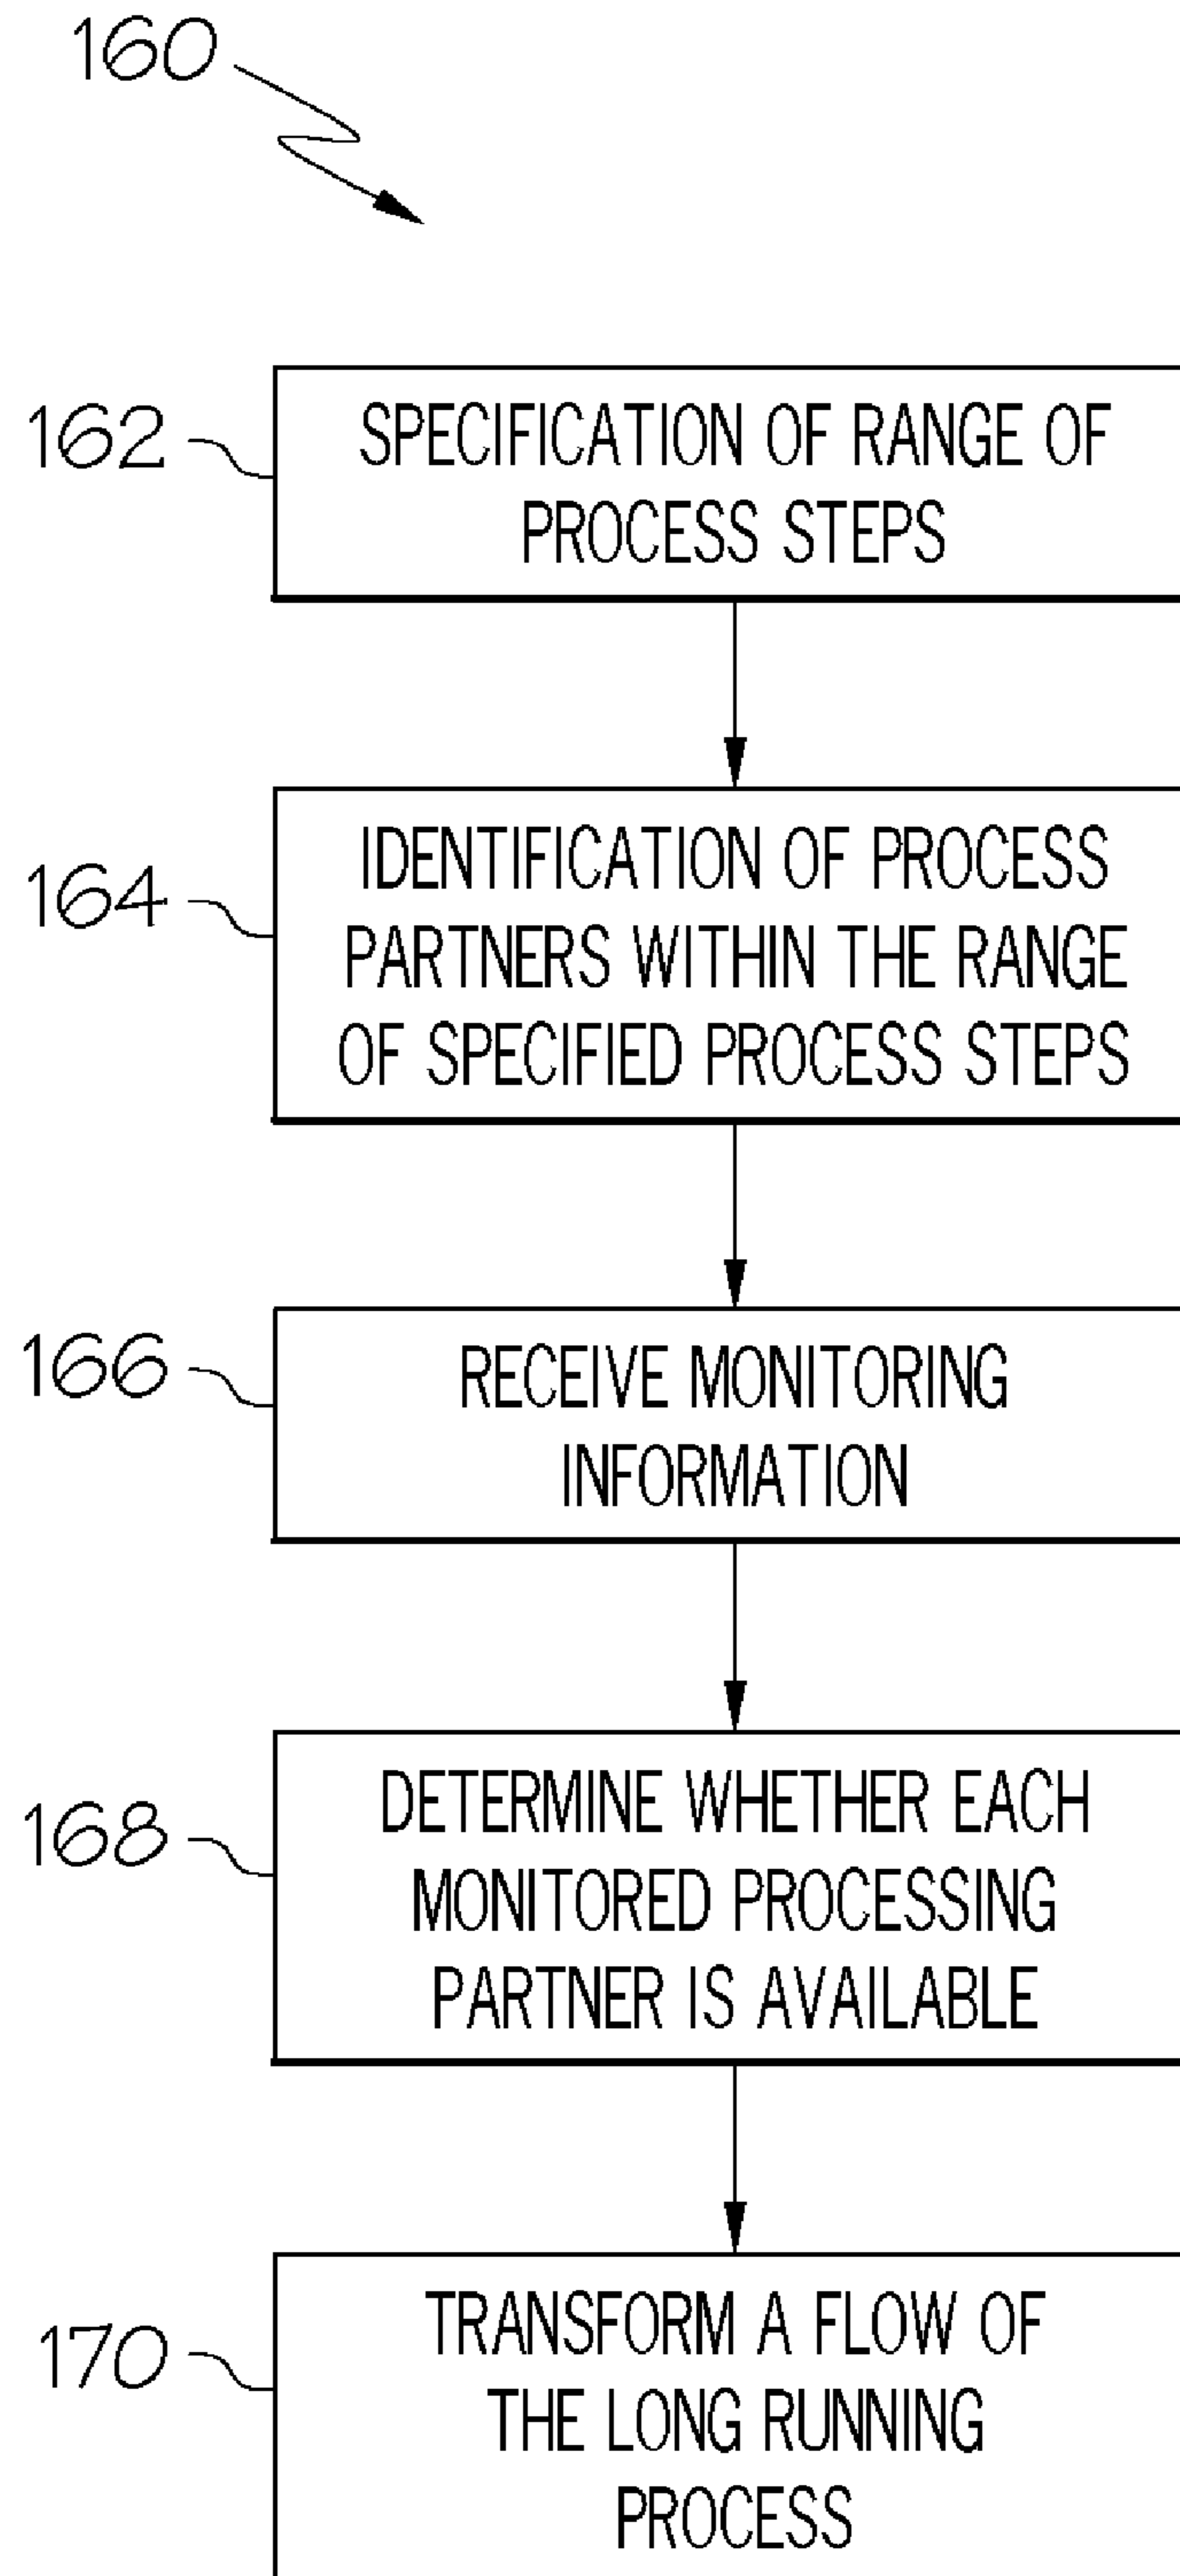 160
162
SPECIFICATION OF RANGE OF
PROCESS STEPS
164
IDENTIFICATION OF PROCESS
PARTNERS WITHIN THE RANGE
OF SPECIFIED PROCESS STEPS
166
RECEIVE MONITORING
INFORMATION
168
DETERMINE WHETHER EACH
MONITORED PROCESSING
PARTNER IS AVAILABLE
170
TRANSFORM A FLOW OF
THE LONG RUNNING
PROCESS